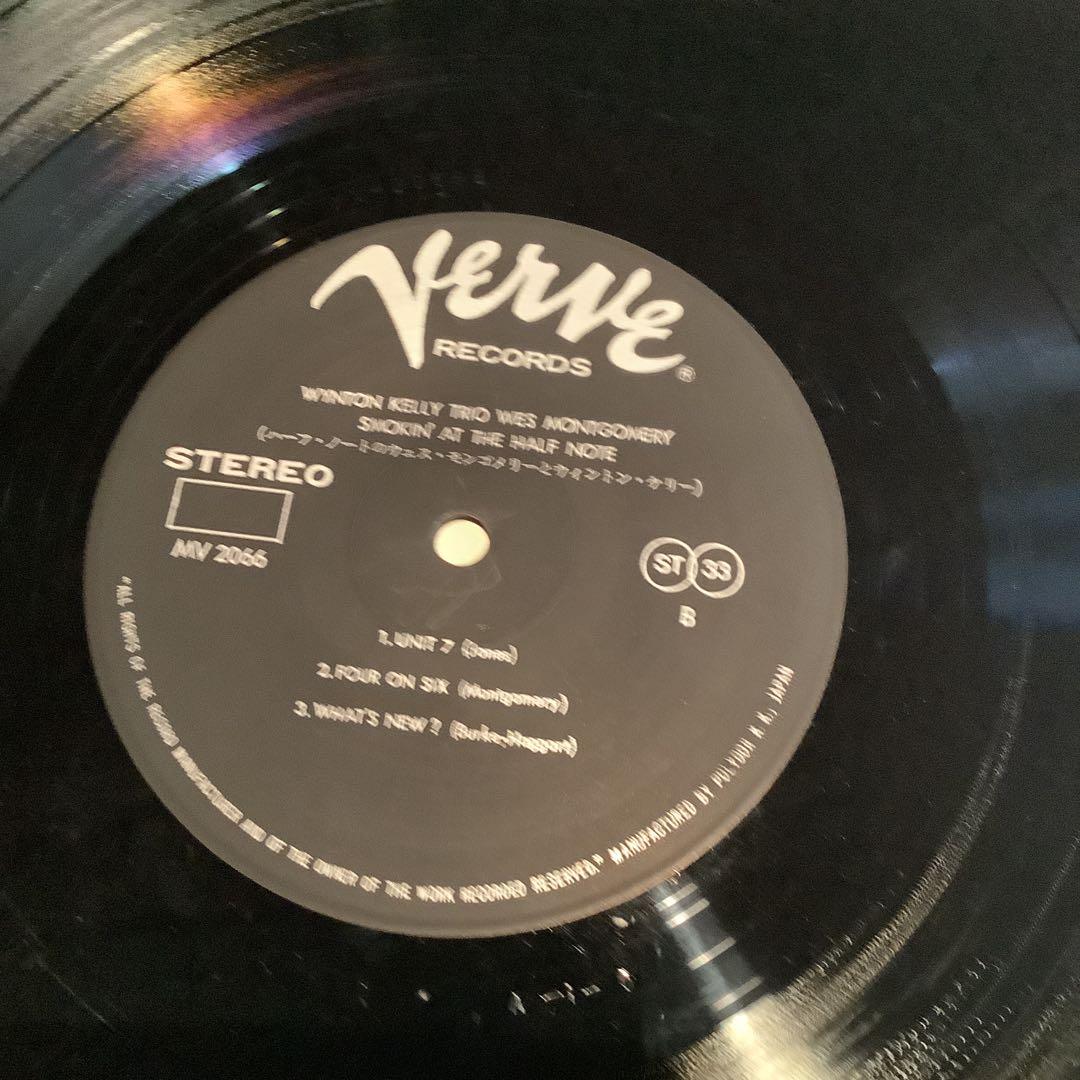 Verve
RECORDS
®
WYNTON KELLY TRIO WES MONTGOMERY
SMOKIN' AT THE HALF NOTE
(ハーフ・ノートのウェス・モンゴメリーとウイントン・ケリー)
STEREO
MV 2066
ST 33
B
1. UNIT 7 (Jones)
2. FOUR ON SIX (Montgomery)
3. WHAT'S NEW? (Burke, Haggart)
"ALL RIGHTS OF THE RECORD MANUFACTURER AND OF THE OWNER OF THE WORK RECORDED RESERVED." MANUFACTURED BY POLYDOR K.K., JAPAN